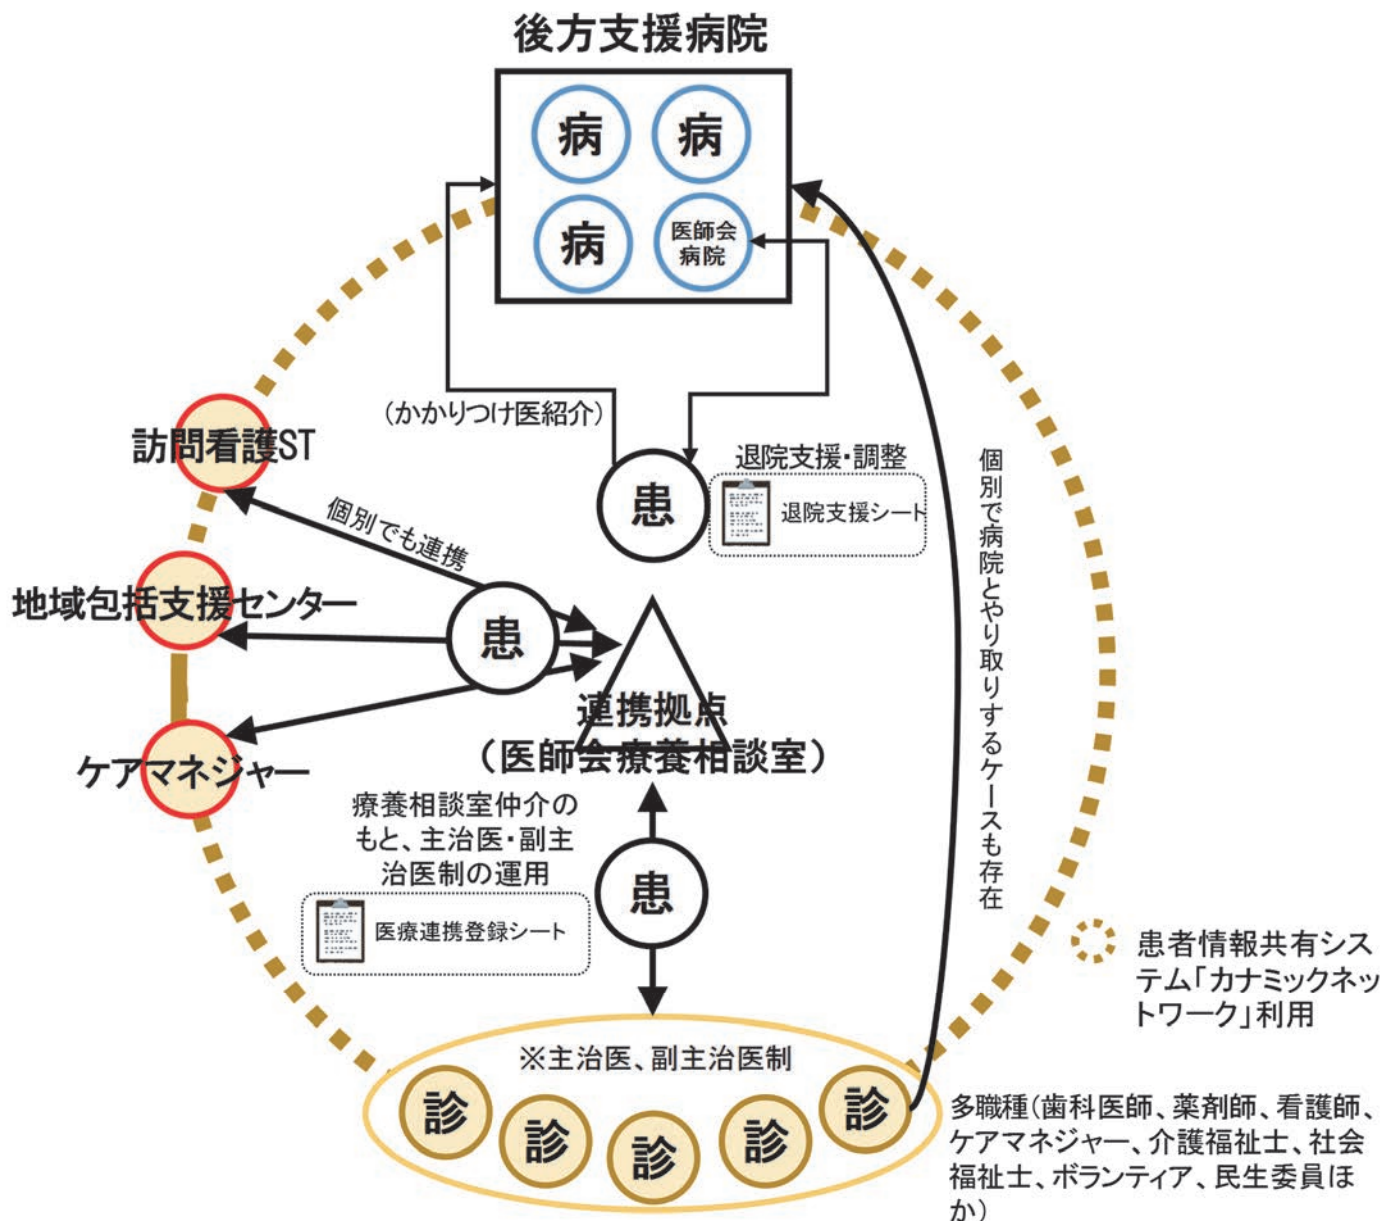 後方支援病院
病
病
病
医師会
病院
(かかりつけ医紹介)
訪問看護ST
個別でも連携
患
退院支援・調整
退院支援シート
個別で病院とやり取りするケースも存在
地域包括支援センター
患
連携拠点
(医師会療養相談室)
ケアマネジャー
療養相談室仲介の
もと、主治医・副主
治医制の運用
医療連携登録シート
患
患者情報共有シス
テム「カナミックネッ
トワーク」利用
※主治医、副主治医制
診
診
診
診
診
多職種(歯科医師、薬剤師、看護師、
ケアマネジャー、介護福祉士、社会
福祉士、ボランティア、民生委員ほ
か)